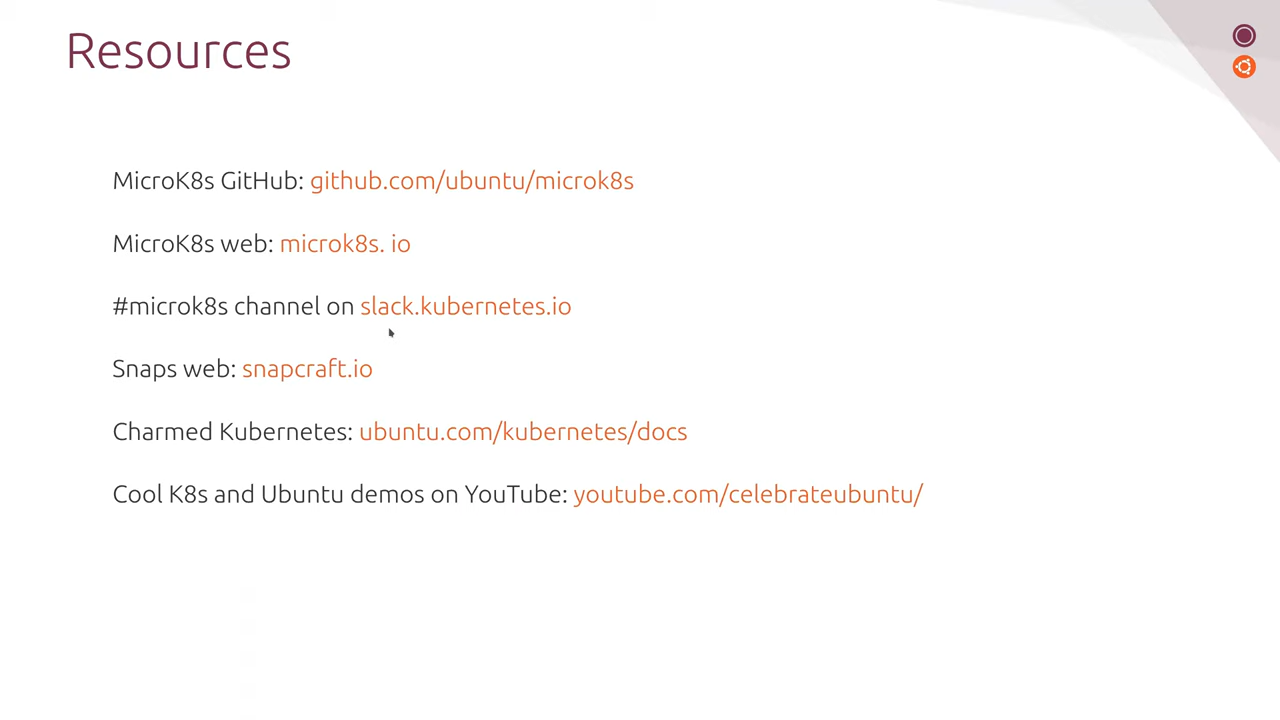 Resources
MicroK8s GitHub: github.com/ubuntu/microk8s
MicroK8s web: microk8s. io
#microk8s channel on slack.kubernetes.io
Snaps web: snapcraft.io
Charmed Kubernetes: ubuntu.com/kubernetes/docs
Cool K8s and Ubuntu demos on YouTube: youtube.com/celebrateubuntu/